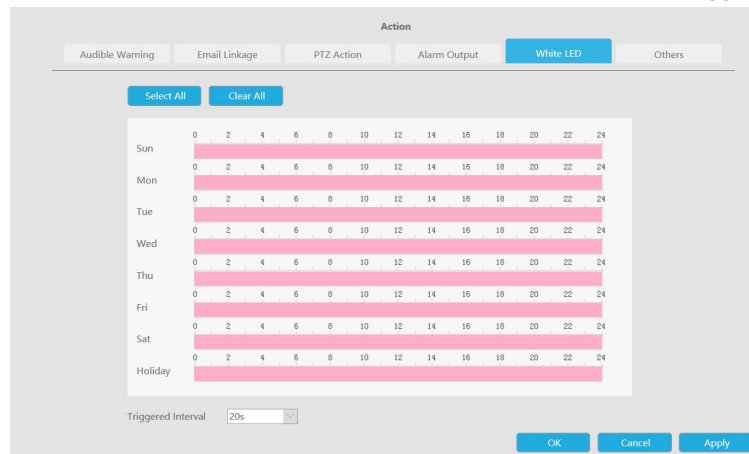 Action
Audible Warning Email Linkage PTZ Action Alarm Output White LED Others
Select All Clear All
0 2 4 6 8 10 12 14 16 18 20 22 24
Sun
0 2 4 6 8 10 12 14 16 18 20 22 24
Mon
0 2 4 6 8 10 12 14 16 18 20 22 24
Tue
0 2 4 6 8 10 12 14 16 18 20 22 24
Wed
0 2 4 6 8 10 12 14 16 18 20 22 24
Thu
0 2 4 6 8 10 12 14 16 18 20 22 24
Fri
0 2 4 6 8 10 12 14 16 18 20 22 24
Sat
0 2 4 6 8 10 12 14 16 18 20 22 24
Holiday
Triggered Interval 20s
OK Cancel Apply